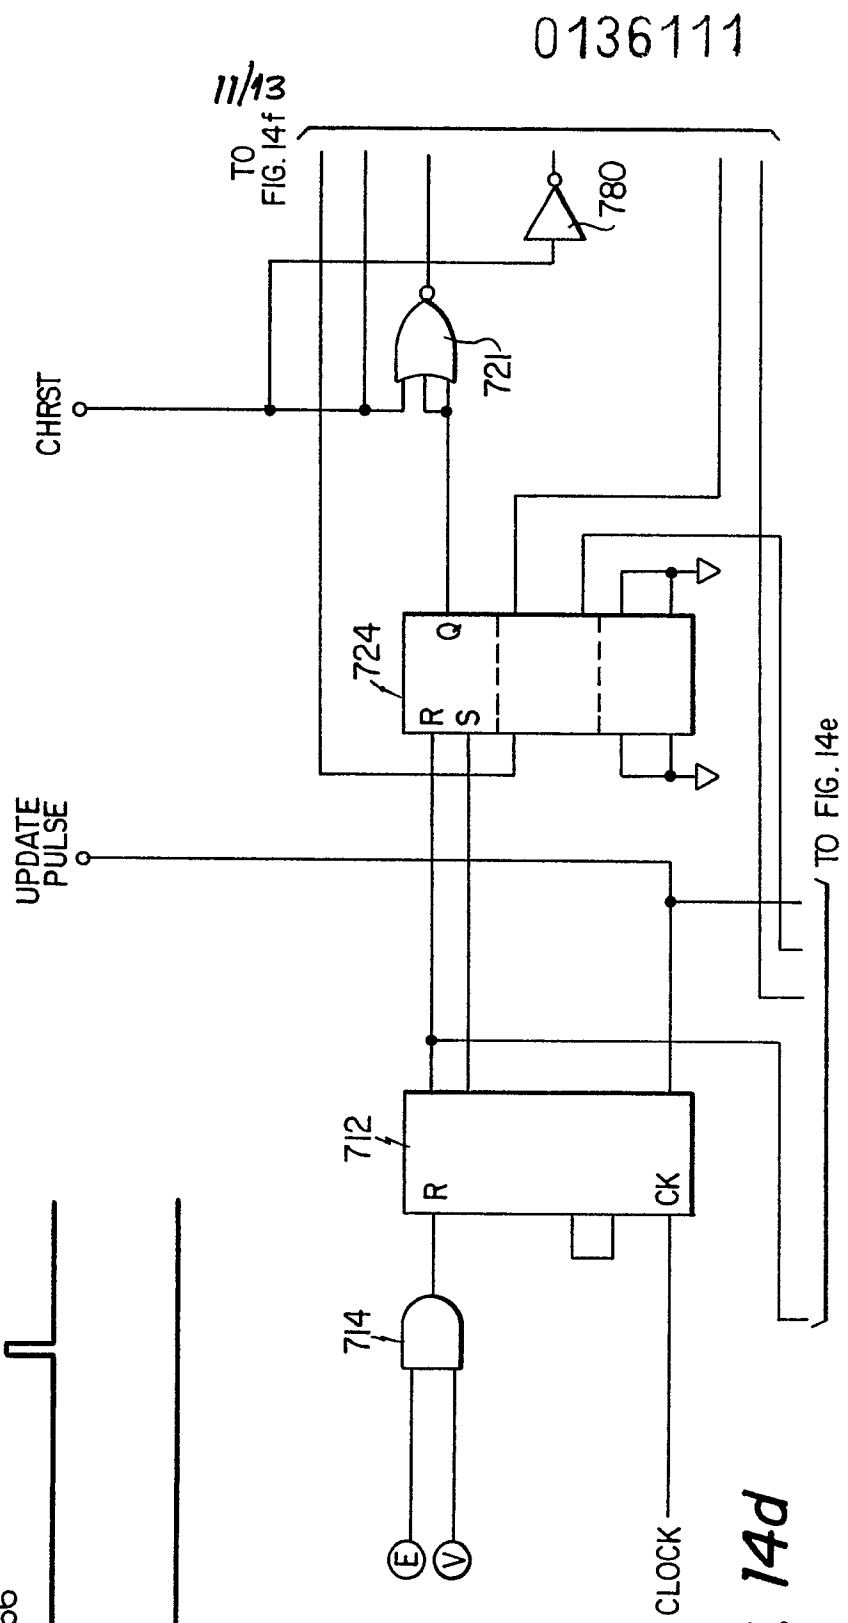 0136111
11/13
TO
FIG. 14f
780
CHRST
721
724
R
S
Q
UPDATE
PULSE
TO FIG. 14e
712
R
CK
714
E
V
CLOCK
14d